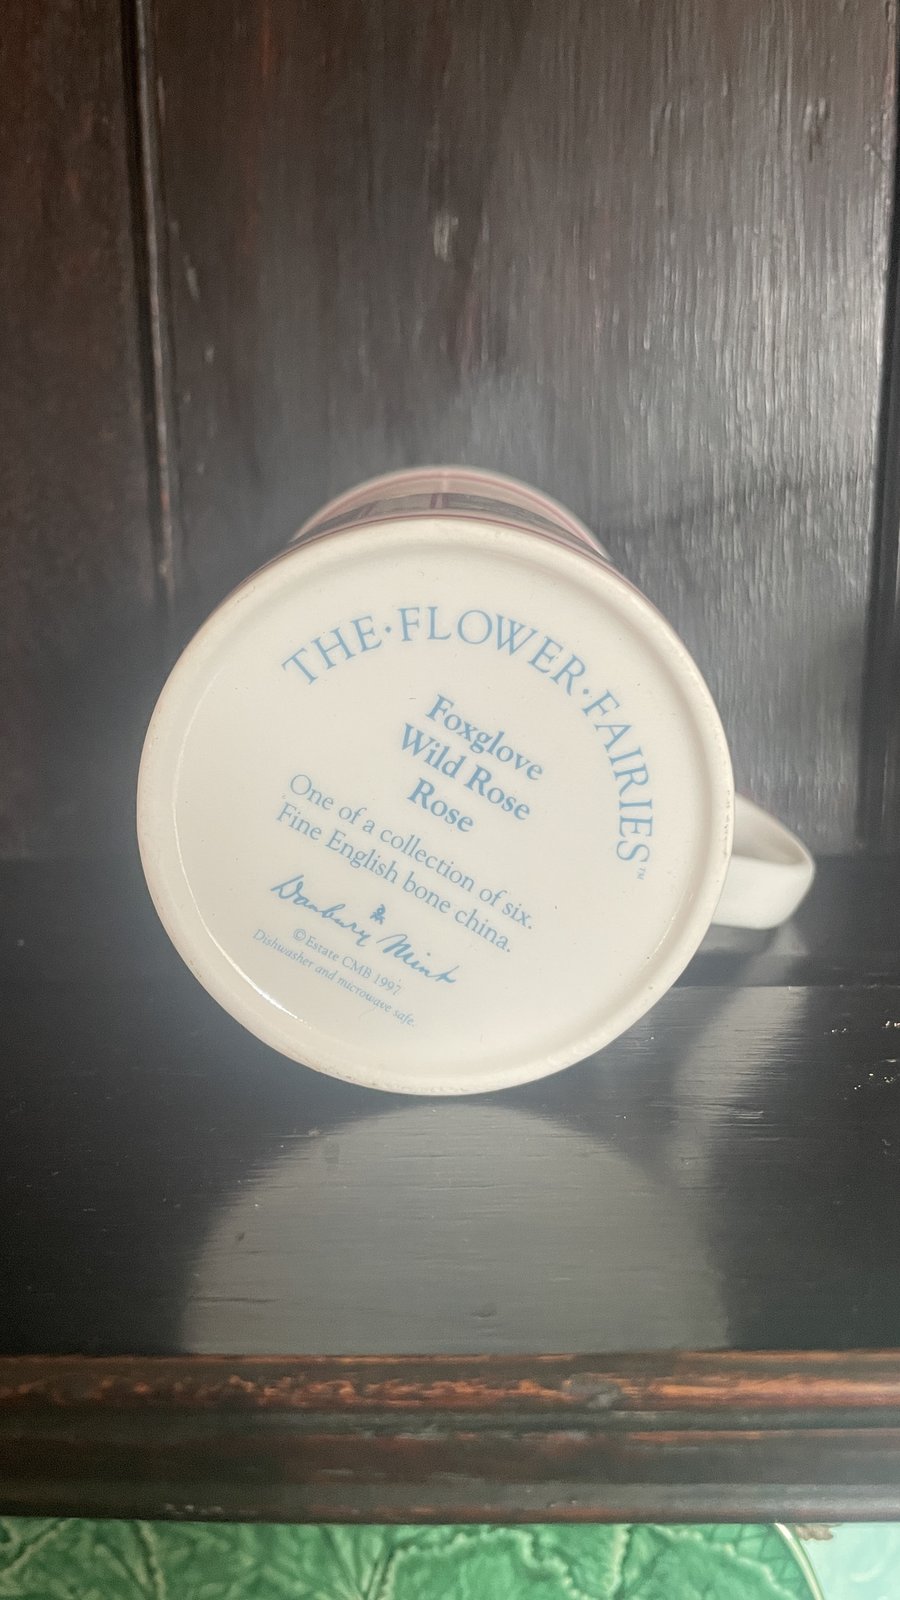 THE·FLOWER·FAIRIES™
Foxglove
Wild Rose
Rose
One of a collection of six.
Fine English bone china.
Danbury Mint
© Estate CMB 1997
Dishwasher and microwave safe.